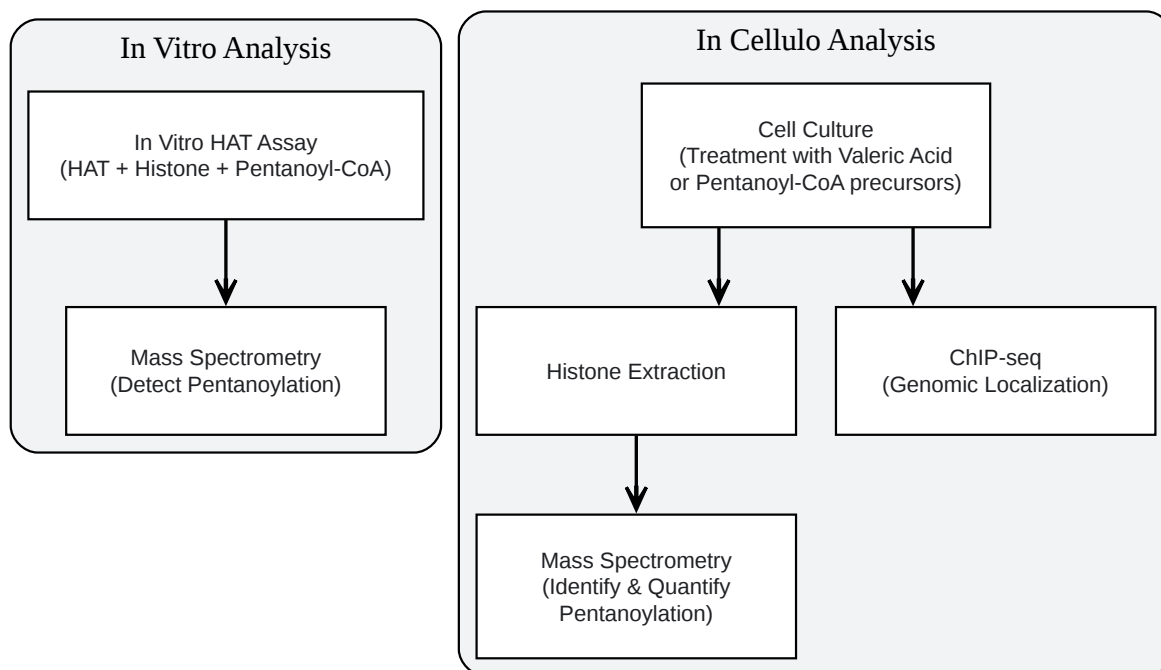 In Vitro Analysis
In Vitro HAT Assay
(HAT + Histone + Pentanoyl-CoA)
Mass Spectrometry
(Detect Pentanoylation)
In Cellulo Analysis
Cell Culture
(Treatment with Valeric Acid
or Pentanoyl-CoA precursors)
Histone Extraction
ChIP-seq
(Genomic Localization)
Mass Spectrometry
(Identify & Quantify
Pentanoylation)